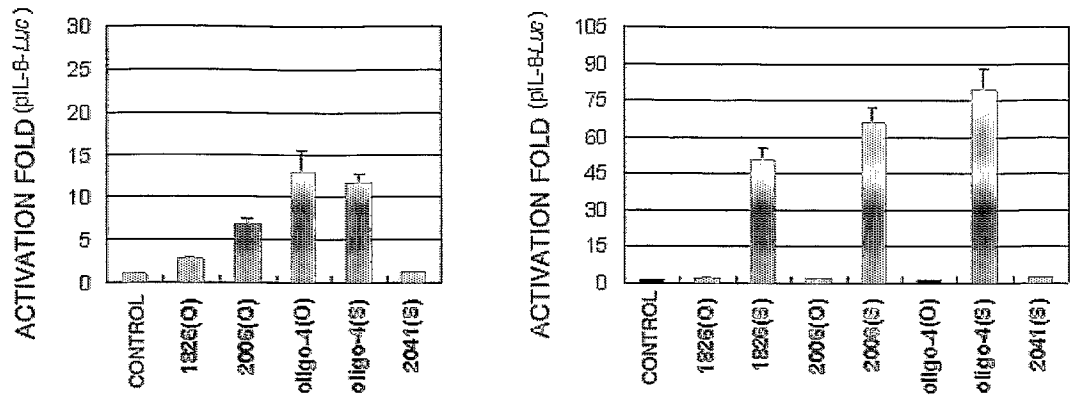 ACTIVATION FOLD (pIL-8-Luc)
30
25
20
15
10
5
0
CONTROL
1826(O)
2006(O)
oligo-4(O)
oligo-4(S)
2041(S)
ACTIVATION FOLD (pIL-8-Luc)
105
90
75
60
45
30
15
0
CONTROL
1826(O)
1826(S)
2006(O)
2006(S)
oligo-4(O)
oligo-4(S)
2041(S)